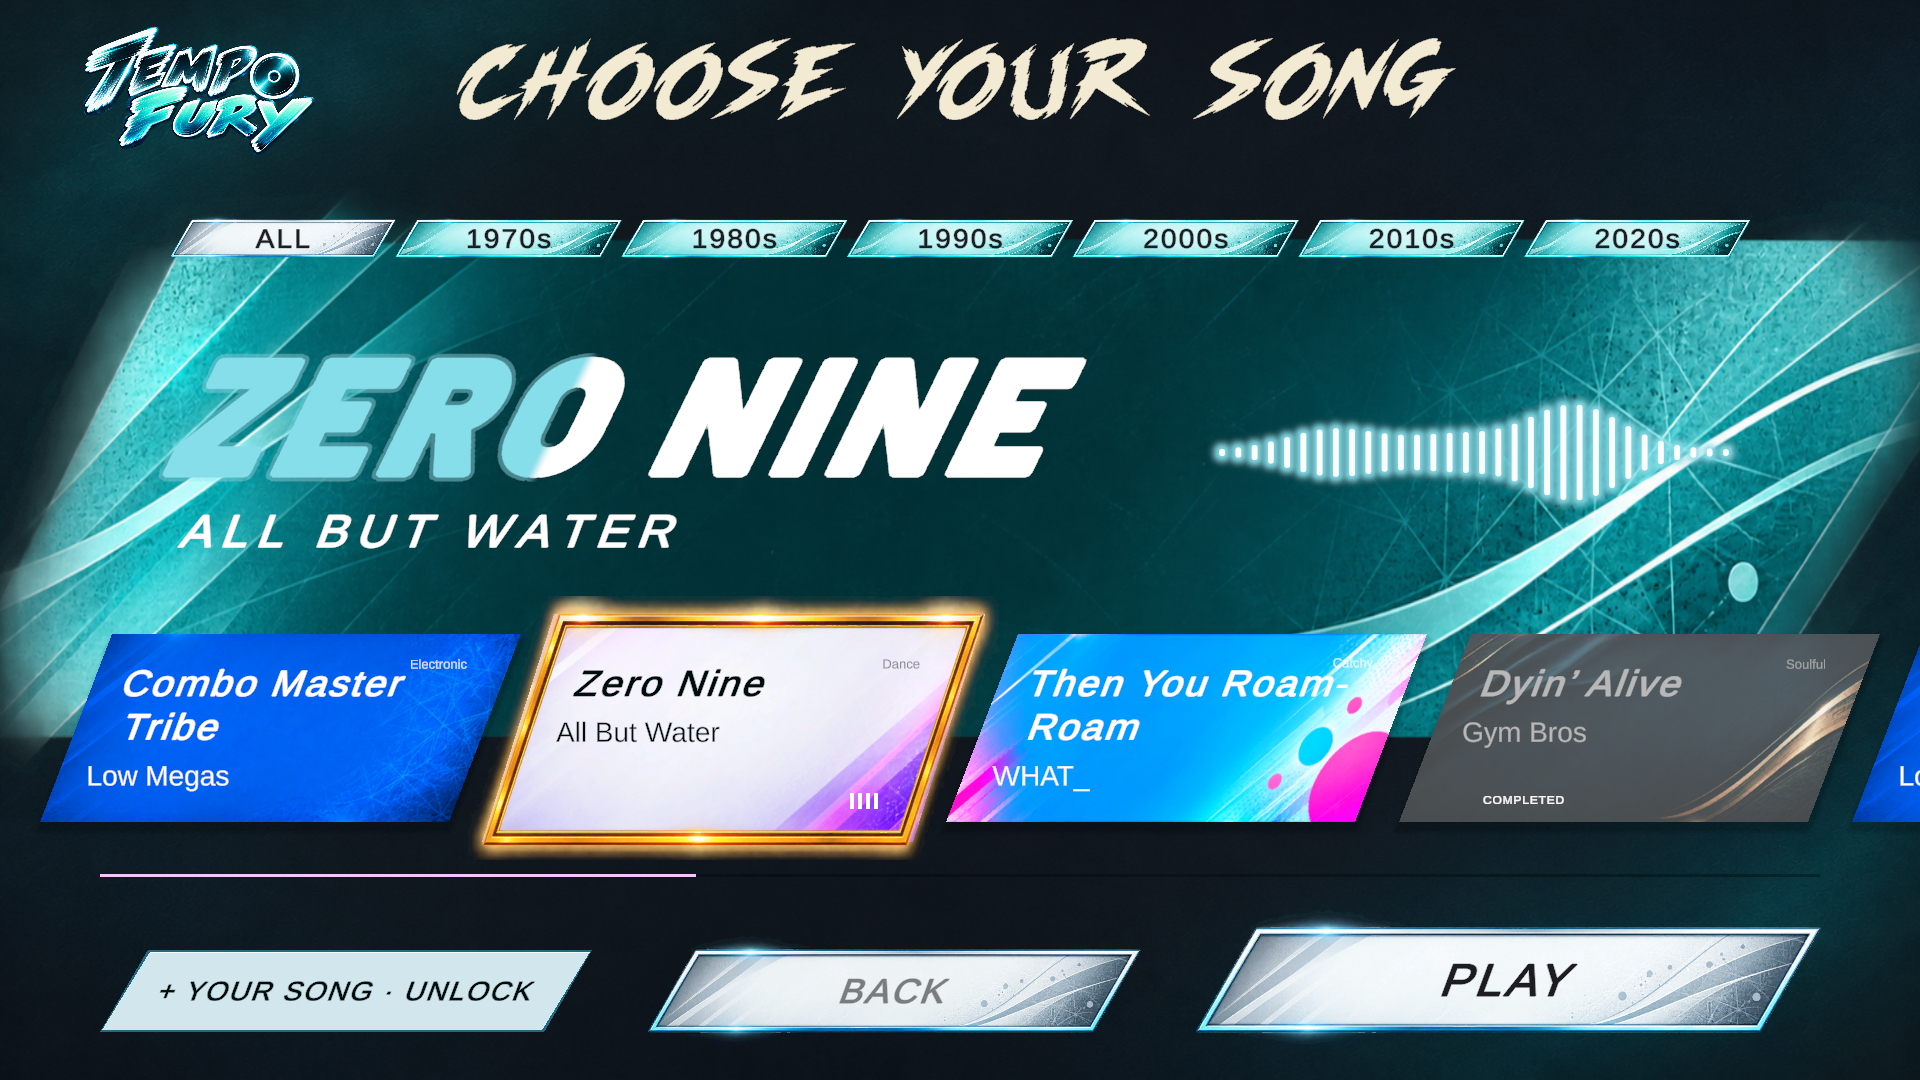 TEMPO
FURY
CHOOSE YOUR SONG
ALL
1970s
1980s
1990s
2000s
2010s
2020s
ZERO NINE
ALL BUT WATER
Electronic
Combo Master
Tribe
Low Megas
Dance
Zero Nine
All But Water
Catchy
Then You Roam-
Roam
WHAT_
Soulful
Dyin’ Alive
Gym Bros
COMPLETED
+ YOUR SONG · UNLOCK
BACK
PLAY